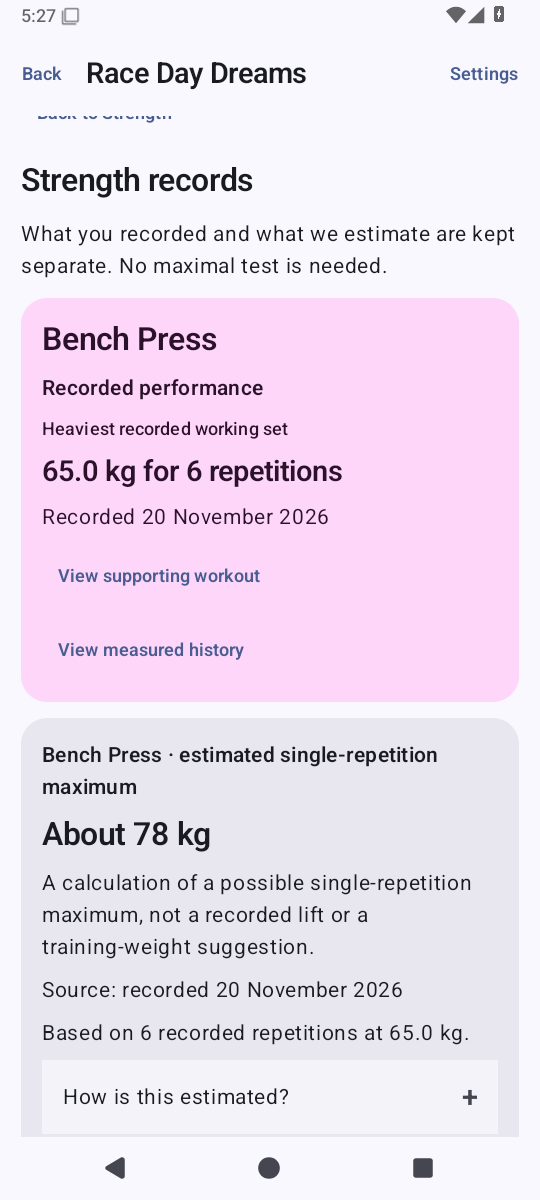 5:27
Back
Race Day Dreams
Settings
Back to Strength
Strength records
What you recorded and what we estimate are kept
separate. No maximal test is needed.
Bench Press
Recorded performance
Heaviest recorded working set
65.0 kg for 6 repetitions
Recorded 20 November 2026
View supporting workout
View measured history
Bench Press · estimated single-repetition
maximum
About 78 kg
A calculation of a possible single-repetition
maximum, not a recorded lift or a
training-weight suggestion.
Source: recorded 20 November 2026
Based on 6 recorded repetitions at 65.0 kg.
How is this estimated?
+